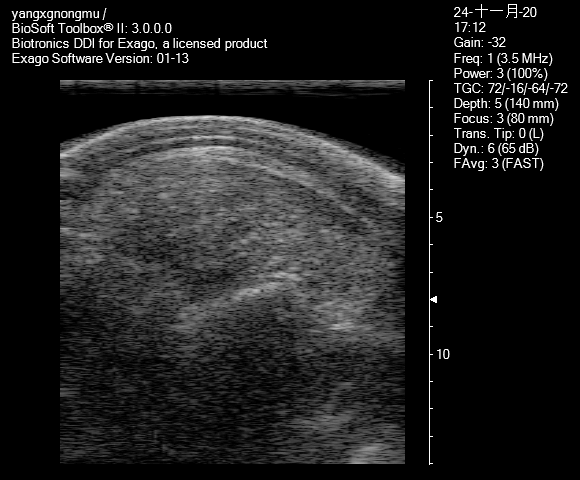 yangxgnongmu /
BioSoft Toolbox® II: 3.0.0.0
Biotronics DDI for Exago, a licensed product
Exago Software Version: 01-13
24-十一月-20
17:12
Gain: -32
Freq: 1 (3.5 MHz)
Power: 3 (100%)
TGC: 72/-16/-64/-72
Depth: 5 (140 mm)
Focus: 3 (80 mm)
Trans. Tip: 0 (L)
Dyn.: 6 (65 dB)
FAvg: 3 (FAST)
5
10